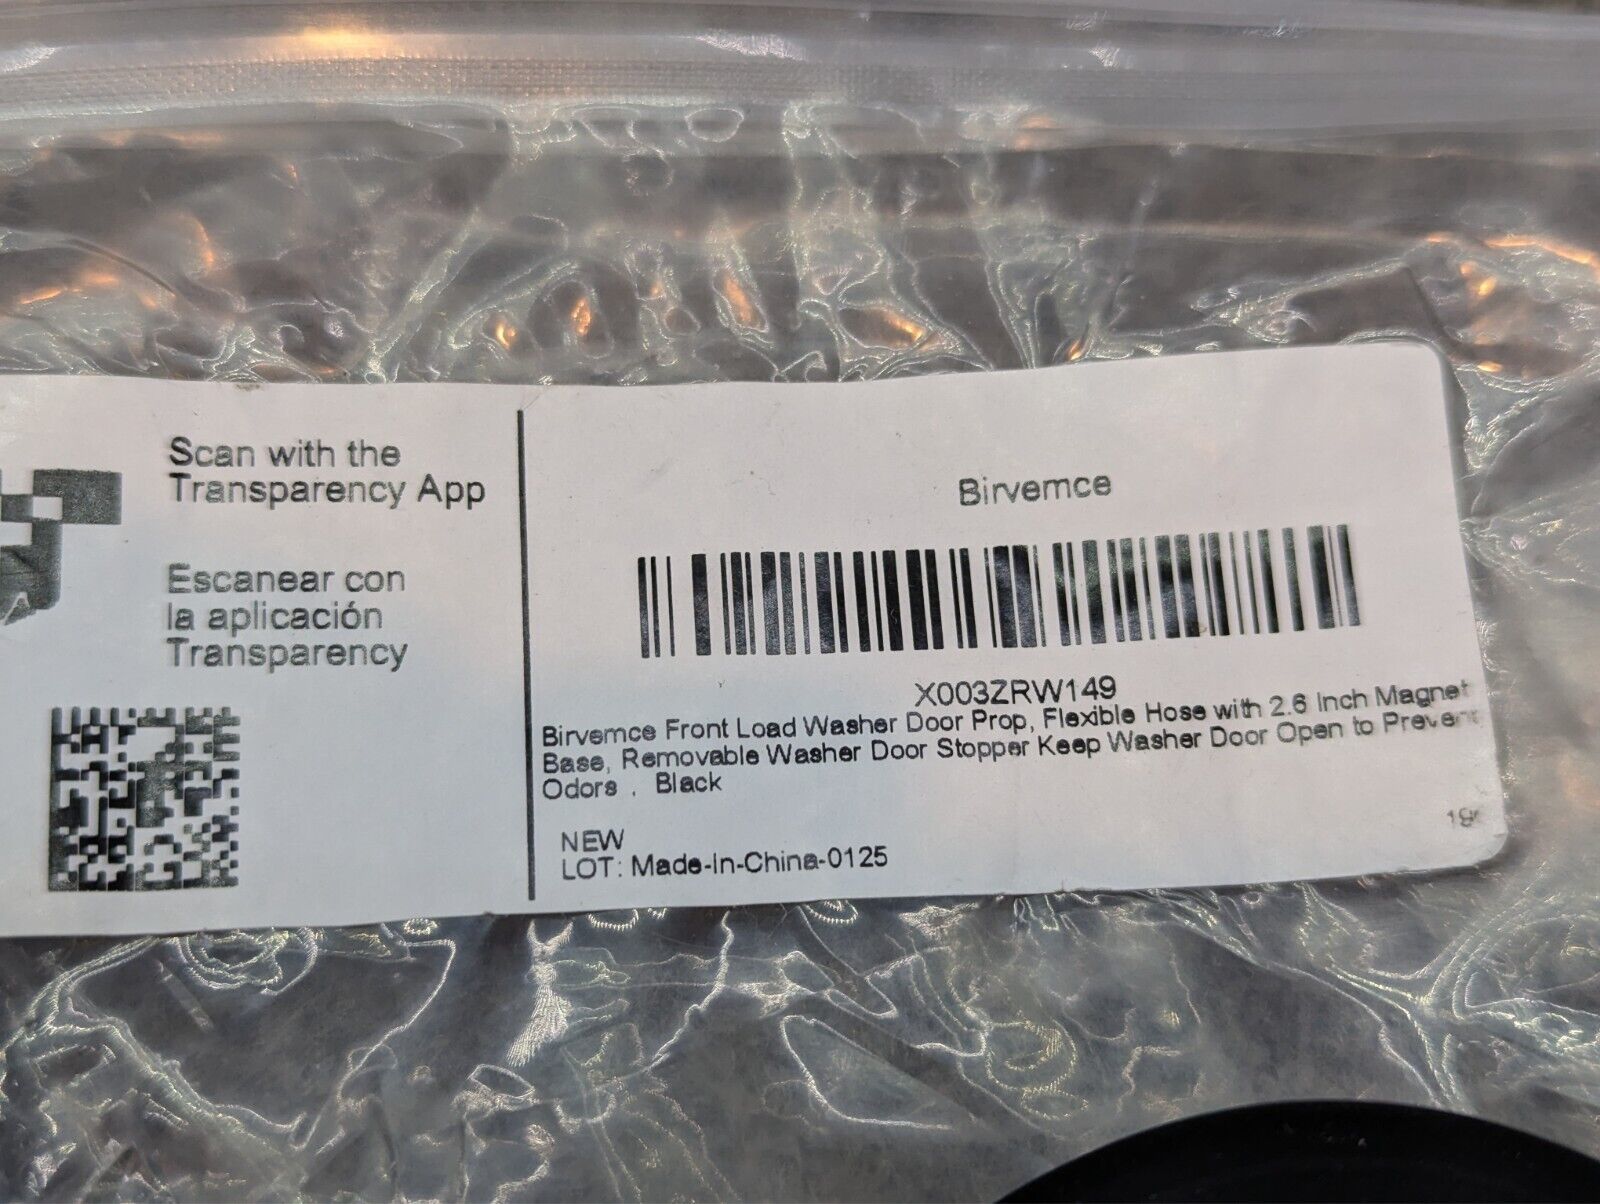 Scan with the
Transparency App
Escanear con
la aplicación
Transparency
Birvemce
X003ZRW149
Birvemce Front Load Washer Door Prop, Flexible Hose with 2.6 Inch Magnet
Base, Removable Washer Door Stopper Keep Washer Door Open to Prevent
Odors . Black
NEW
LOT: Made-In-China-0125